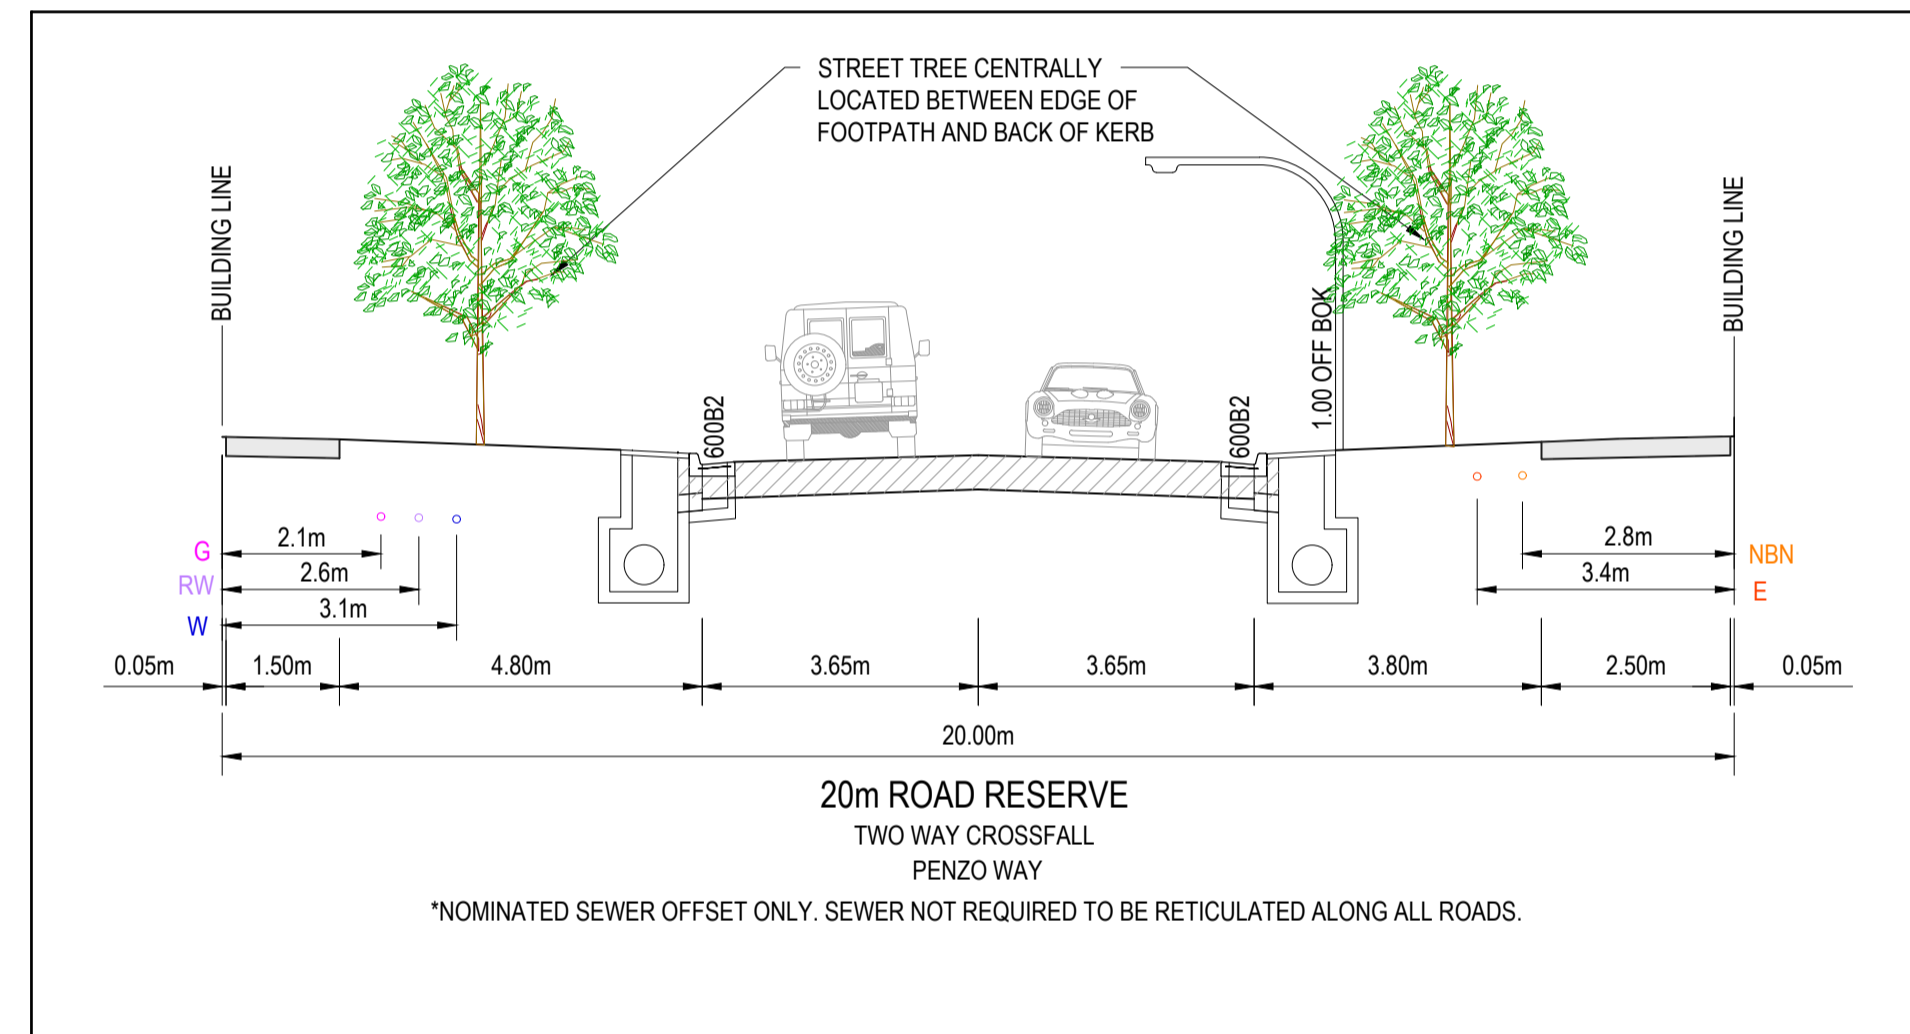 STREET TREE CENTRALLY
LOCATED BETWEEN EDGE OF
FOOTPATH AND BACK OF KERB
BUILDING LINE
BUILDING LINE
600B2
600B2
1.00 OFF BOK
G
2.1m
RW
2.6m
W
3.1m
2.8m
NBN
3.4m
E
0.05m
1.50m
4.80m
3.65m
3.65m
3.80m
2.50m
0.05m
20.00m
20m ROAD RESERVE
TWO WAY CROSSFALL
PENZO WAY
*NOMINATED SEWER OFFSET ONLY. SEWER NOT REQUIRED TO BE RETICULATED ALONG ALL ROADS.